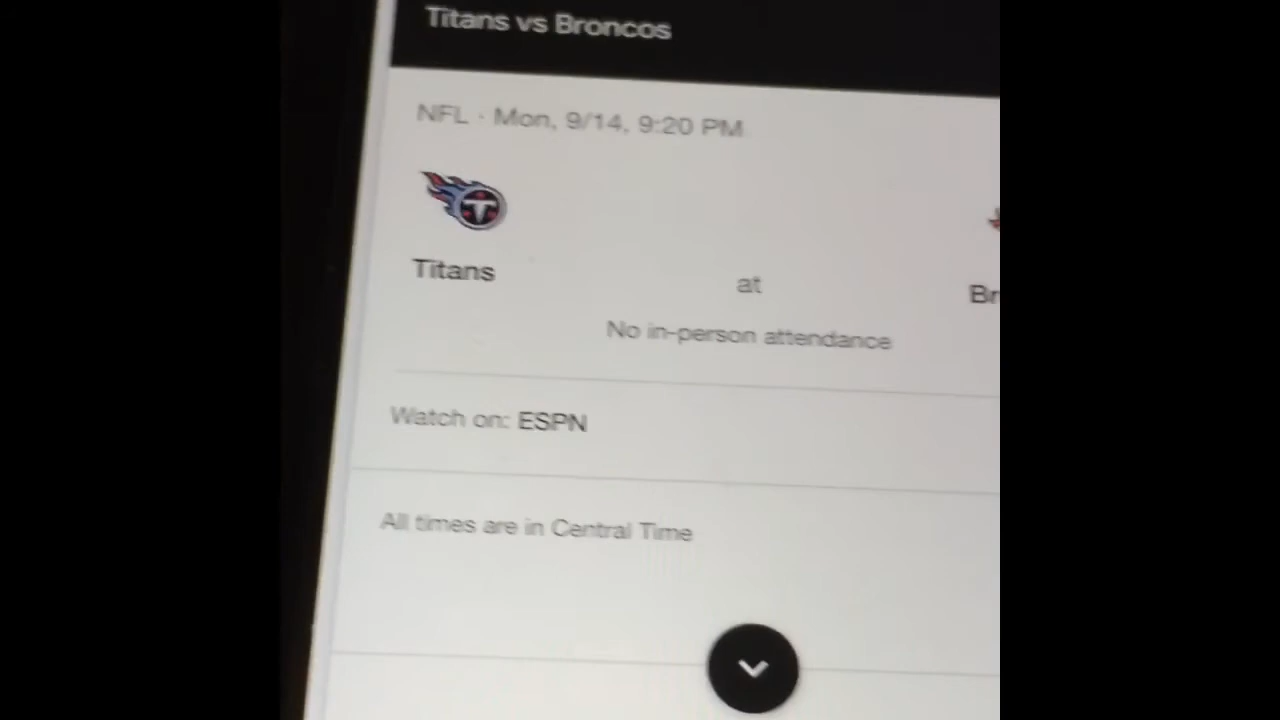 Titans vs Broncos
NFL · Mon, 9/14, 9:20 PM
T
Titans
at
Br
No in-person attendance
Watch on: ESPN
All times are in Central Time